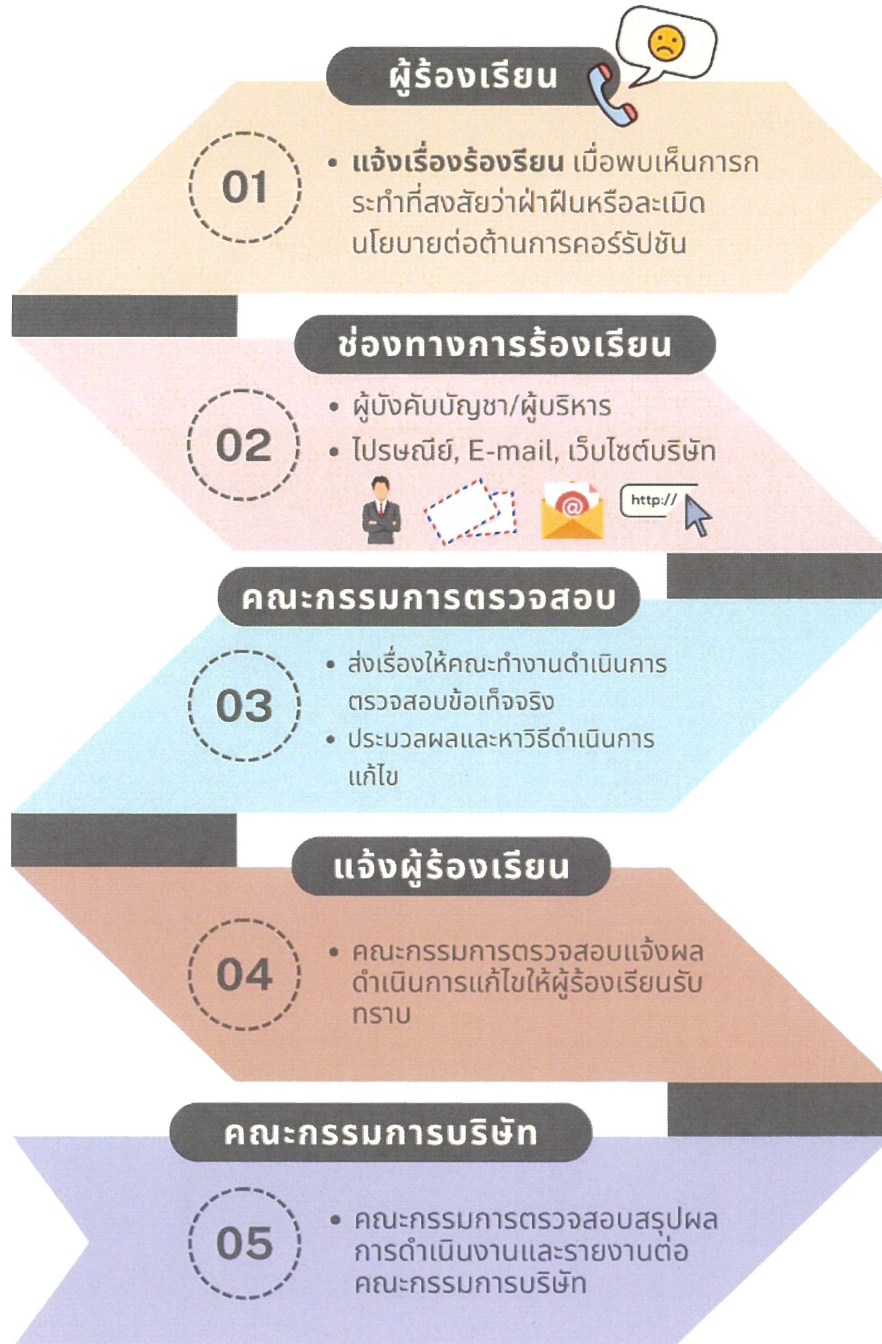 ผู้ร้องเรียน
01
• แจ้งเรื่องร้องรียน เมื่อพบเห็นการก
ระทำที่สงสัยว่าฝ่าฝืนหรือละเมิด
นโยบายต่อต้านการคอร์รัปชัน
ช่องทางการร้องเรียน
02
• ผู้บังคับบัญชา/ผู้บริหาร
• ไปรษณีย์, E-mail, เว็บไซต์บริษัท
@
http://
คณะกรรมการตรวจสอบ
03
• ส่งเรื่องให้คณะทำงานดำเนินการ
ตรวจสอบข้อเท็จจริง
• ประมวลผลและหาวิธีดำเนินการ
แก้ไข
แจ้งผู้ร้องเรียน
04
• คณะกรรมการตรวจสอบแจ้งผล
ดำเนินการแก้ไขให้ผู้ร้องเรียนรับ
ทราบ
คณะกรรมการบริษัท
05
• คณะกรรมการตรวจสอบสรุปผล
การดำเนินงานและรายงานต่อ
คณะกรรมการบริษัท